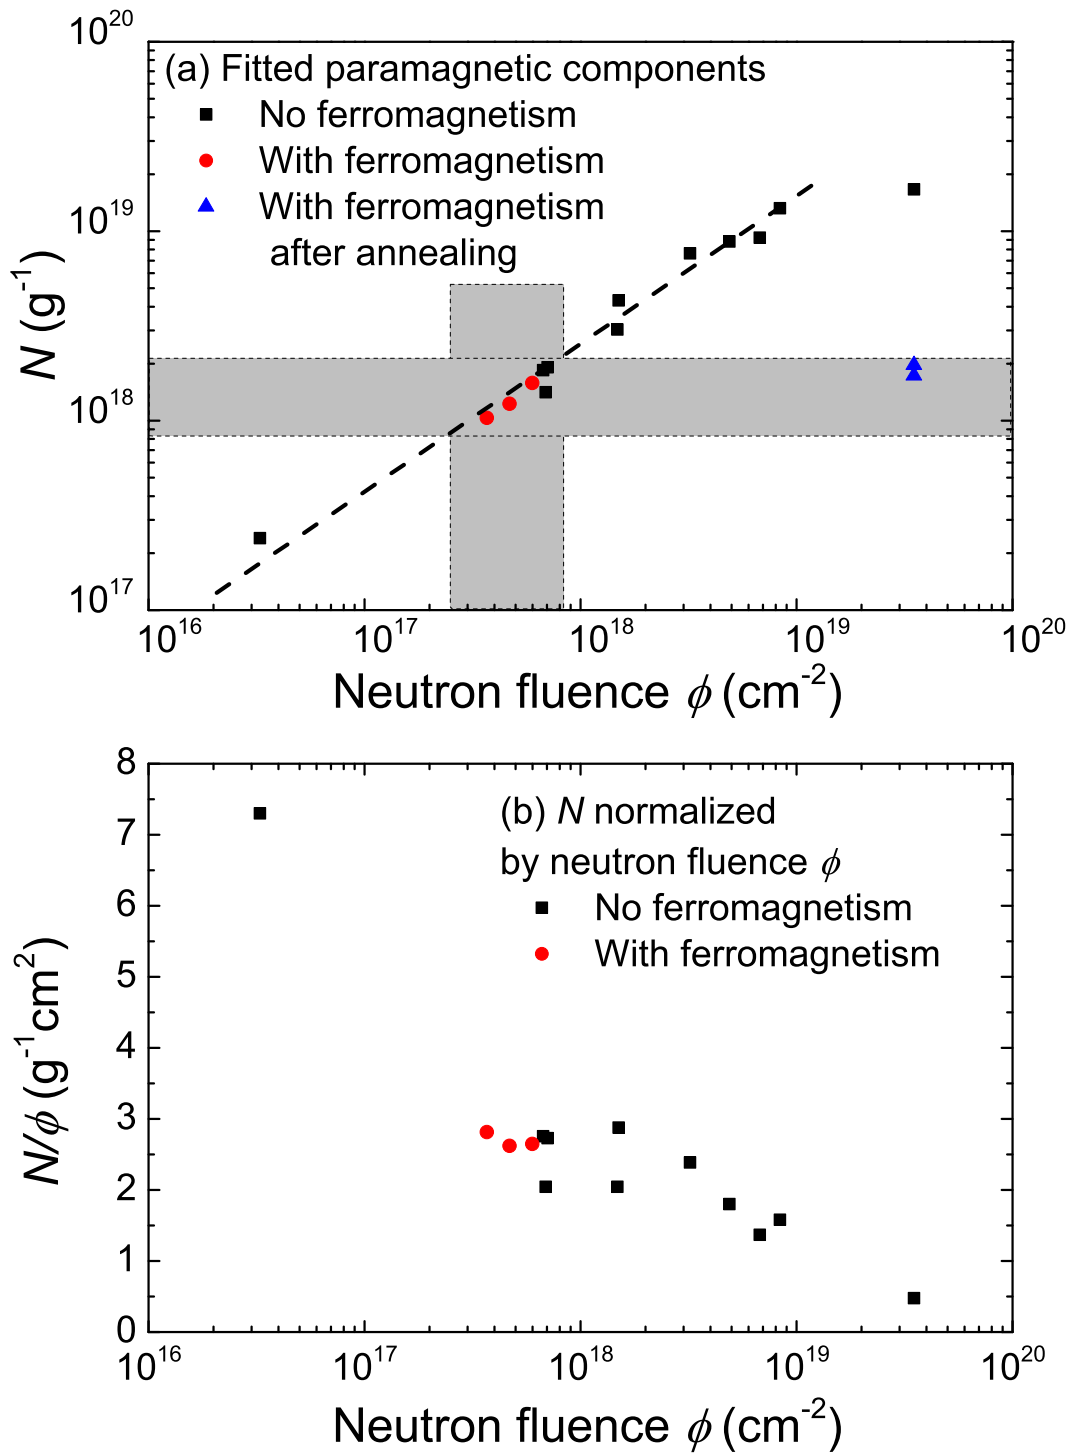 10^20
(a) Fitted paramagnetic components
No ferromagnetism
With ferromagnetism
With ferromagnetism
after annealing
10^19
N (g^-1)
10^18
10^17
10^16 10^17 10^18 10^19 10^20
Neutron fluence ϕ (cm^-2)
8
(b) N normalized
by neutron fluence ϕ
No ferromagnetism
With ferromagnetism
7
6
5
4
3
2
1
0
N/ϕ (g^-1cm^2)
10^16 10^17 10^18 10^19 10^20
Neutron fluence ϕ (cm^-2)